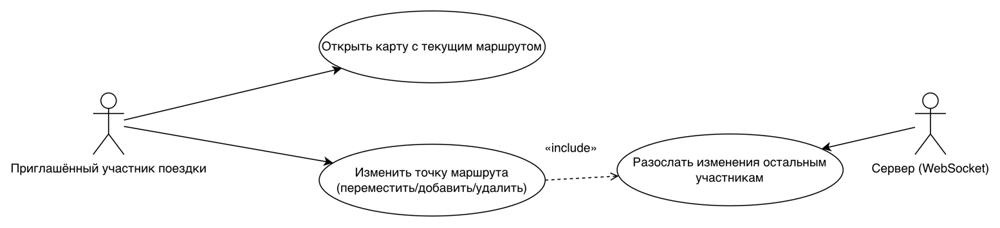 Открыть карту с текущим маршрутом
Приглашённый участник поездки
Изменить точку маршрута
(переместить/добавить/удалить)
«include»
Разослать изменения остальным
участникам
Сервер (WebSocket)